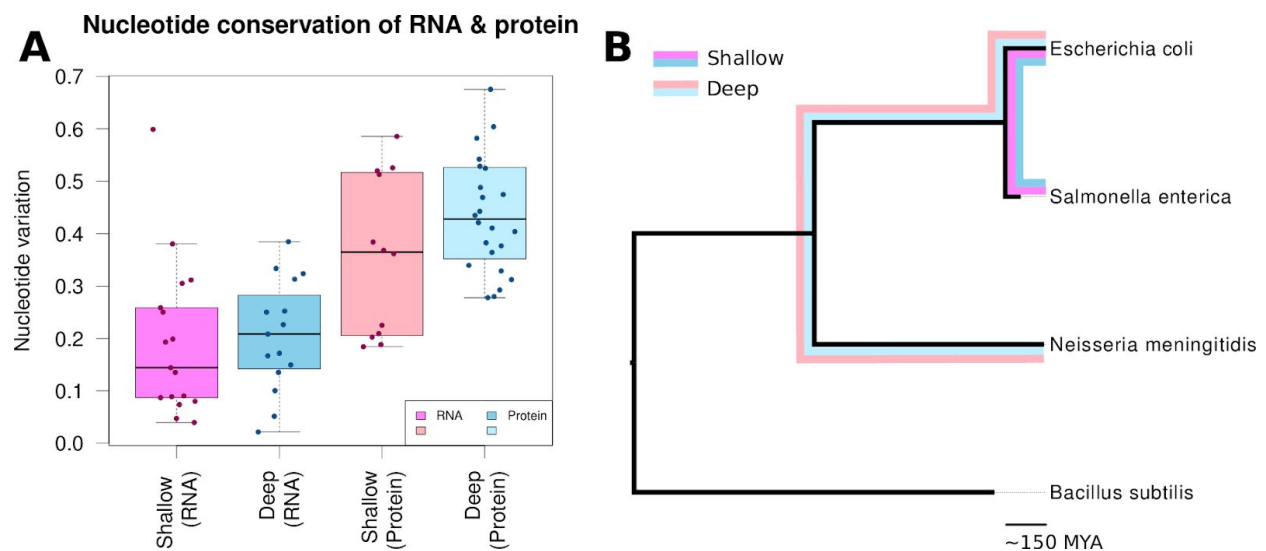 A
Nucleotide conservation of RNA & protein
Nucleotide variation
0.7
0.6
0.5
0.4
0.3
0.2
0.1
0.0
RNA
Protein
Shallow
(RNA)
Deep
(RNA)
Shallow
(Protein)
Deep
(Protein)
B
Shallow
Deep
Escherichia coli
Salmonella enterica
Neisseria meningitidis
Bacillus subtilis
~150 MYA